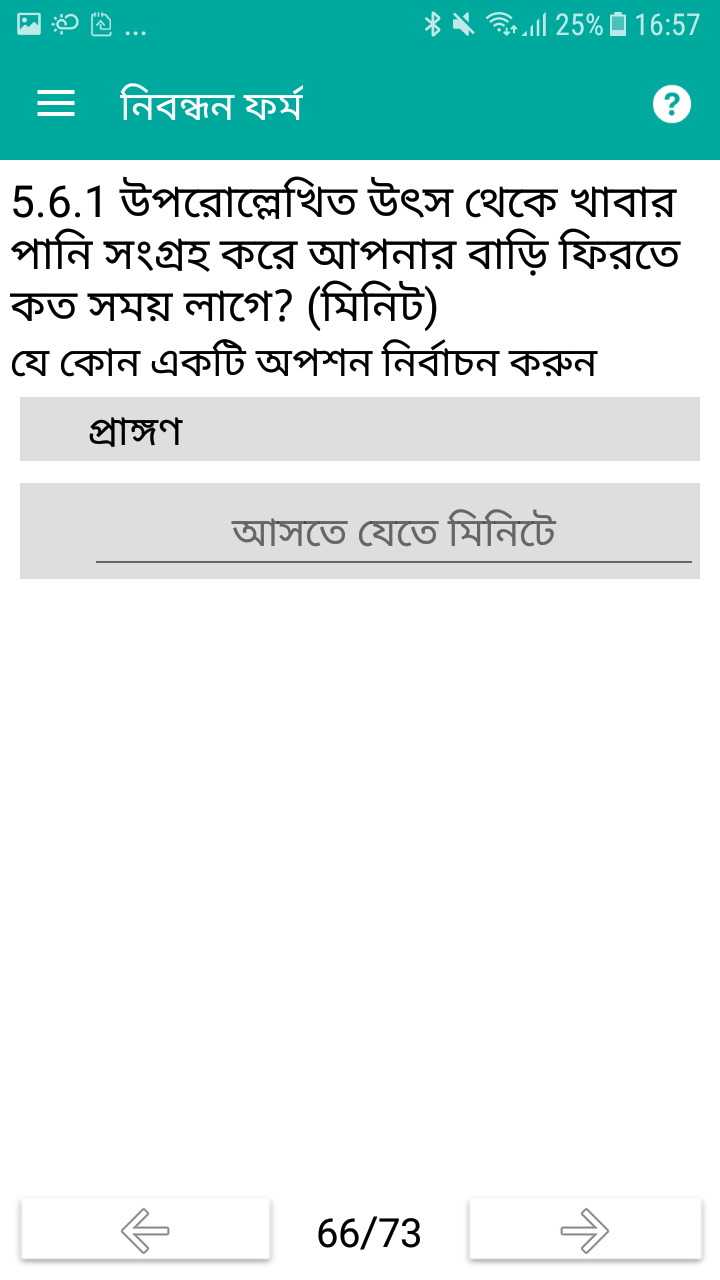 ... 25% 16:57
নিবন্ধন ফর্ম ?
5.6.1 উপরোল্লেখিত উৎস থেকে খাবার
পানি সংগ্রহ করে আপনার বাড়ি ফিরতে
কত সময় লাগে? (মিনিট)
যে কোন একটি অপশন নির্বাচন করুন
প্রাঙ্গণ
আসতে যেতে মিনিটে
66/73